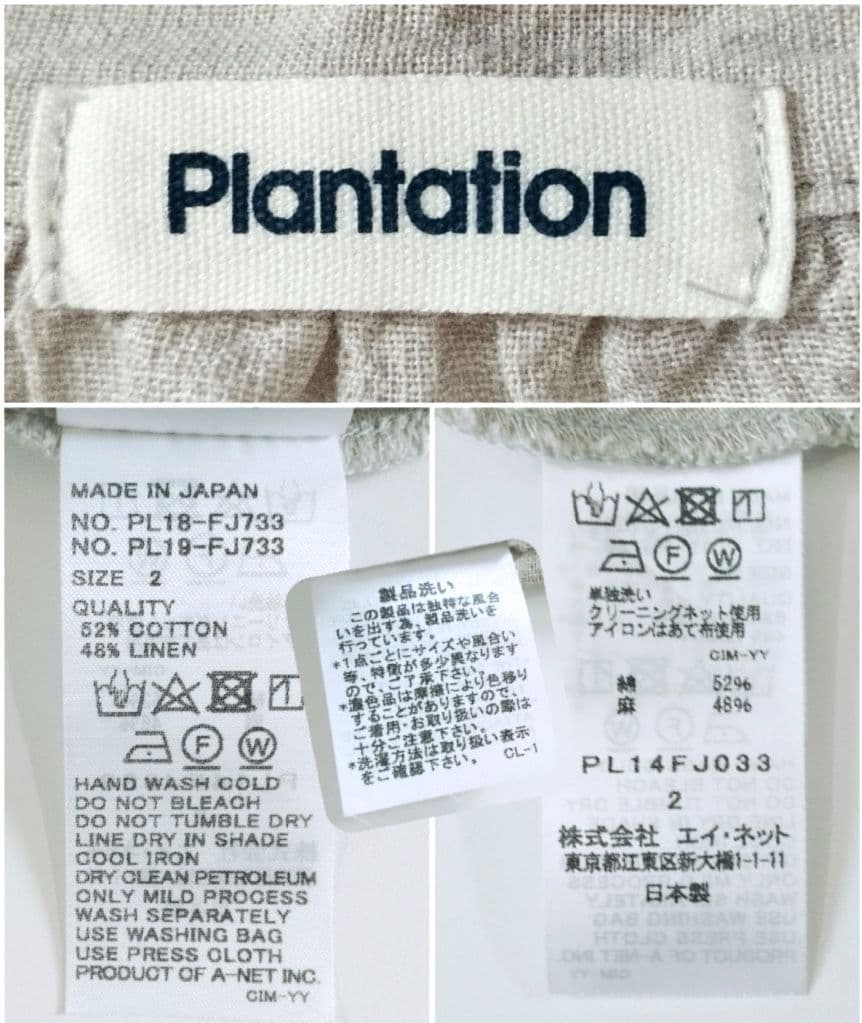 Plantation
MADE IN JAPAN
NO. PL18-FJ733
NO. PL19-FJ733
SIZE 2
QUALITY
52% COTTON
48% LINEN
F
W
HAND WASH COLD
DO NOT BLEACH
DO NOT TUMBLE DRY
LINE DRY IN SHADE
COOL IRON
DRY CLEAN PETROLEUM
ONLY MILD PROCESS
WASH SEPARATELY
USE WASHING BAG
USE PRESS CLOTH
PRODUCT OF A-NET INC.
CIM-YY
製品洗い
この製品は独特な風合
いを出す為、製品洗いを
行っています。
*1点ごとにサイズや風合い
等、特徴が多少異なります
ので、ご了承下さい。
*濃色品は摩擦により色移り
することがありますので、
ご着用・お取り扱いの際は
十分ご注意下さい。
*洗濯方法は取り扱い表示
をご確認下さい。 CL-1
F
W
単独洗い
クリーニングネット使用
アイロンはあて布使用
CIM-YY
綿 52%
麻 48%
PL14FJ033
2
株式会社 エイ・ネット
東京都江東区新大橋1-1-11
日本製